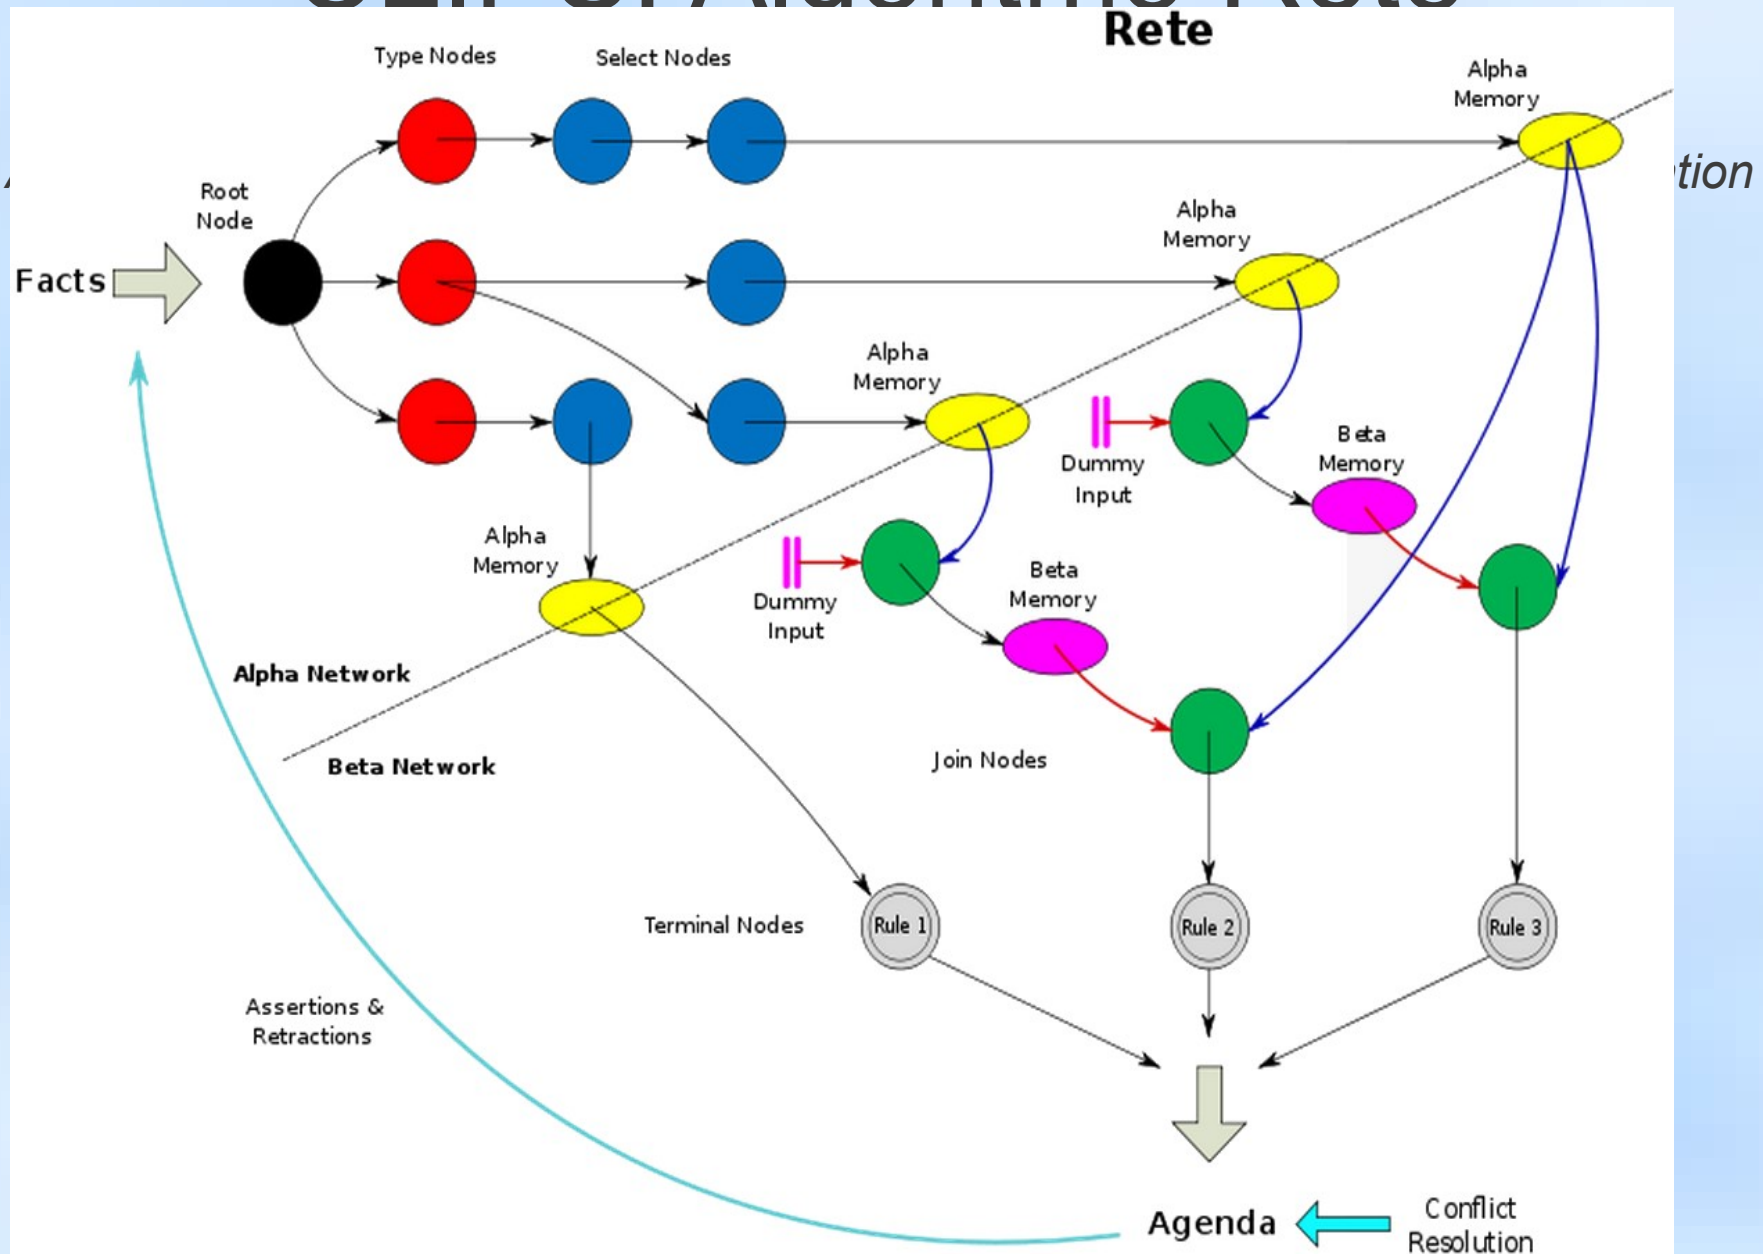 Rete
Type Nodes
Select Nodes
Alpha
Memory
Root
Node
Alpha
Memory
Facts
Alpha
Memory
Dummy
Input
Beta
Memory
Alpha
Memory
Dummy
Input
Beta
Memory
Alpha Network
Beta Network
Join Nodes
Terminal Nodes
Rule 1
Rule 2
Rule 3
Assertions &
Retractions
Agenda
Conflict
Resolution